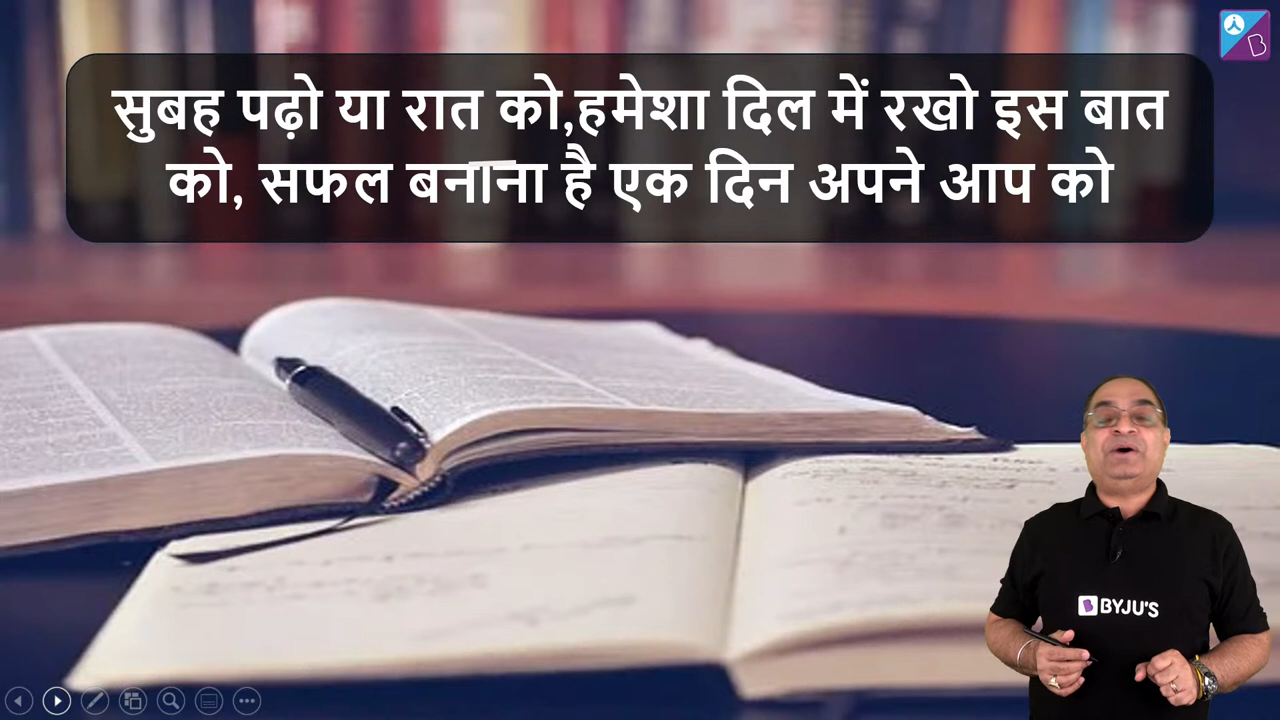 सुबह पढ़ो या रात को,हमेशा दिल में रखो इस बात
को, सफल बनाना है एक दिन अपने आप को
B
BYJU'S